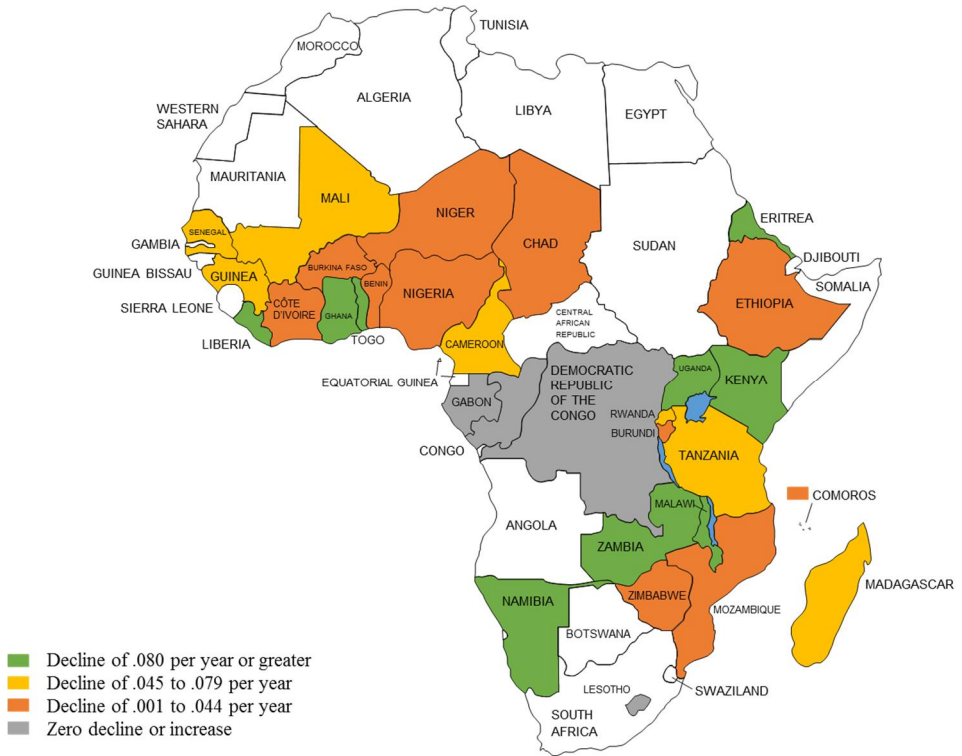 TUNISIA
MOROCCO
ALGERIA
LIBYA
EGYPT
WESTERN
SAHARA
MAURITANIA
MALI
NIGER
CHAD
SUDAN
ERITREA
SENEGAL
GAMBIA
DJIBOUTI
GUINEA BISSAU
GUINEA
BURKINA FASO
BENIN
NIGERIA
ETHIOPIA
SOMALIA
SIERRA LEONE
CÔTE
D'IVOIRE
GHANA
CENTRAL
AFRICAN
REPUBLIC
LIBERIA
TOGO
CAMEROON
EQUATORIAL GUINEA
DEMOCRATIC
REPUBLIC
OF THE
CONGO
UGANDA
KENYA
GABON
RWANDA
BURUNDI
CONGO
TANZANIA
COMOROS
MALAWI
ANGOLA
ZAMBIA
MADAGASCAR
NAMIBIA
ZIMBABWE
MOZAMBIQUE
BOTSWANA
LESOTHO
SWAZILAND
SOUTH
AFRICA
Decline of .080 per year or greater
Decline of .045 to .079 per year
Decline of .001 to .044 per year
Zero decline or increase